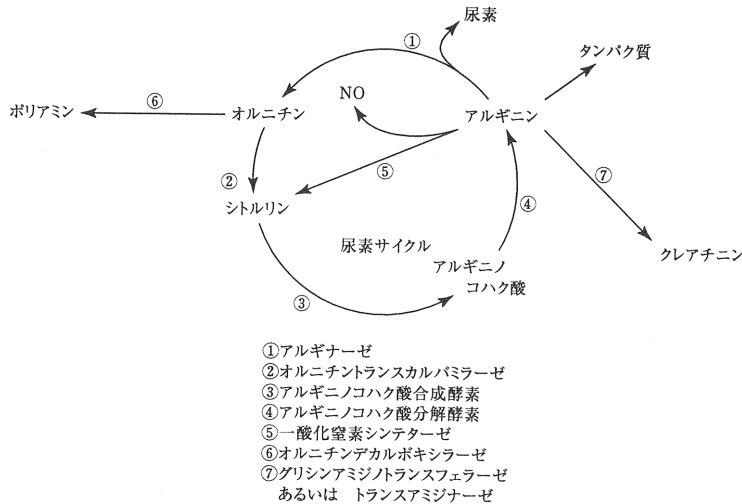 尿素
①
タンパク質
NO
⑥
ポリアミン
オルニチン
アルギニン
⑤
②
⑦
シトルリン
④
尿素サイクル
クレアチニン
アルギニノ
コハク酸
③
①アルギナーゼ
②オルニチントランスカルバミラーゼ
③アルギニノコハク酸合成酵素
④アルギニノコハク酸分解酵素
⑤一酸化窒素シンテターゼ
⑥オルニチンデカルボキシラーゼ
⑦グリシンアミジノトランスフェラーゼ
あるいは トランスアミジナーゼ